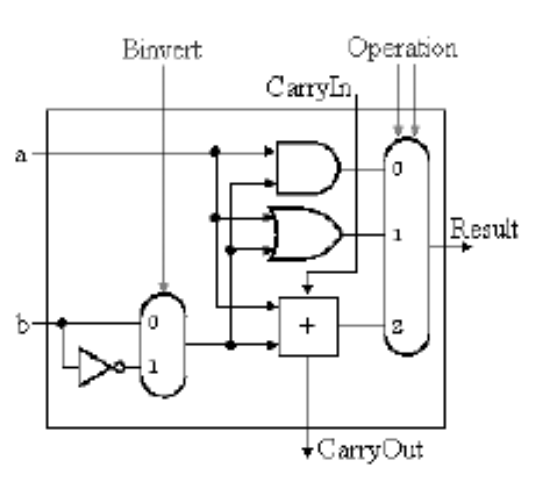 Binvert
Operation
CarryIn
a
0
1
Result
b
0
+
2
1
CarryOut